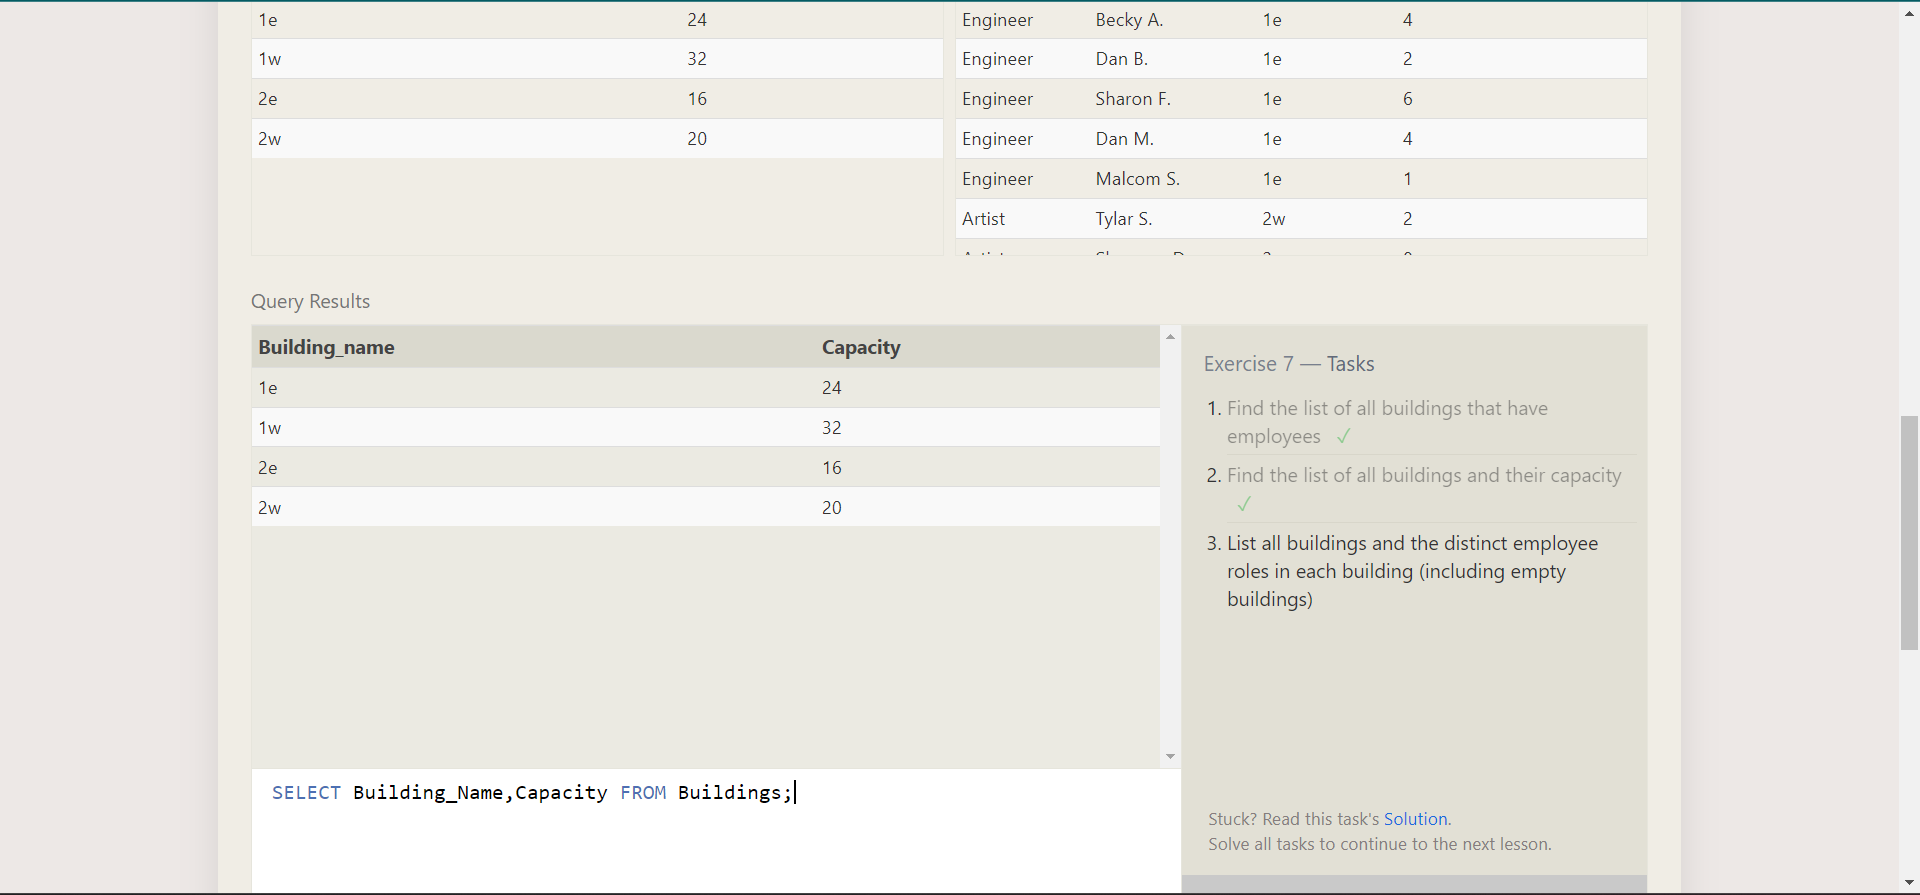 1e 24 Engineer Becky A. 1e 4
1w 32 Engineer Dan B. 1e 2
2e 16 Engineer Sharon F. 1e 6
2w 20 Engineer Dan M. 1e 4
Engineer Malcom S. 1e 1
Artist Tylar S. 2w 2
Query Results
Building_name Capacity
1e 24
1w 32
2e 16
2w 20
SELECT Building_Name,Capacity FROM Buildings;
Exercise 7 — Tasks
1. Find the list of all buildings that have
employees ✓
2. Find the list of all buildings and their capacity
✓
3. List all buildings and the distinct employee
roles in each building (including empty
buildings)
Stuck? Read this task's Solution.
Solve all tasks to continue to the next lesson.